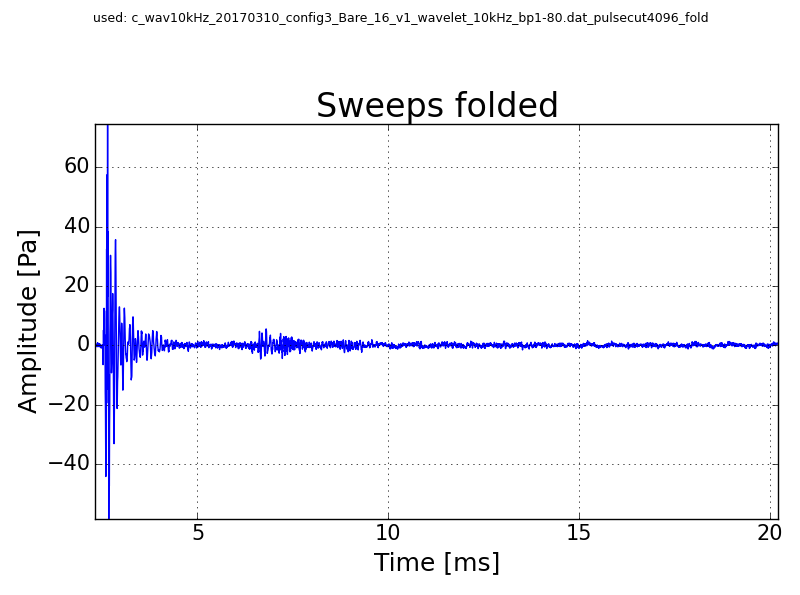 used: c_wav10kHz_20170310_config3_Bare_16_v1_wavelet_10kHz_bp1-80.dat_pulsecut4096_fold
Sweeps folded
60
40
20
0
−20
−40
Amplitude [Pa]
5 10 15 20
Time [ms]